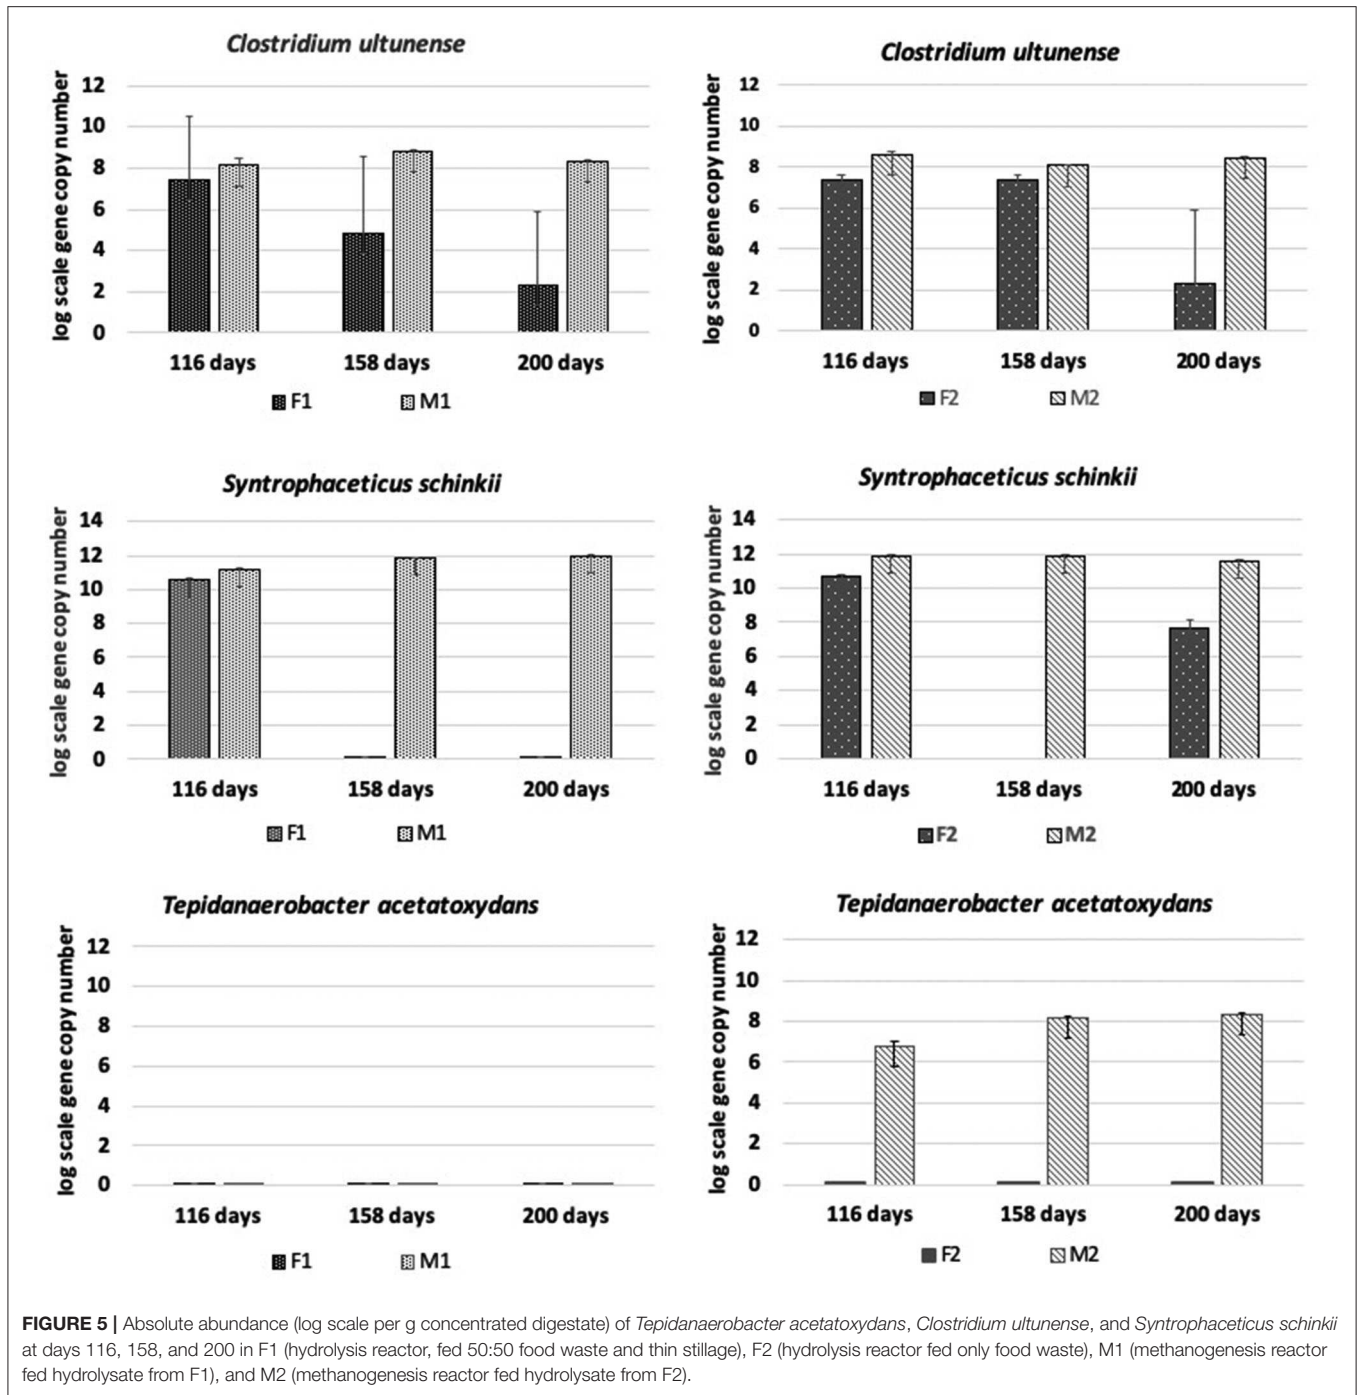 Clostridium ultunense
log scale gene copy number
12
10
8
6
4
2
0
116 days 158 days 200 days
F1 M1
Clostridium ultunense
log scale gene copy number
12
10
8
6
4
2
0
116 days 158 days 200 days
F2 M2
Syntrophaceticus schinkii
log scale gene copy number
14
12
10
8
6
4
2
0
116 days 158 days 200 days
F1 M1
Syntrophaceticus schinkii
log scale gene copy number
14
12
10
8
6
4
2
0
116 days 158 days 200 days
F2 M2
Tepidanaerobacter acetatoxydans
log scale gene copy number
12
10
8
6
4
2
0
116 days 158 days 200 days
F1 M1
Tepidanaerobacter acetatoxydans
log scale gene copy number
12
10
8
6
4
2
0
116 days 158 days 200 days
F2 M2
FIGURE 5 | Absolute abundance (log scale per g concentrated digestate) of Tepidanaerobacter acetatoxydans, Clostridium ultunense, and Syntrophaceticus schinkii
at days 116, 158, and 200 in F1 (hydrolysis reactor, fed 50:50 food waste and thin stillage), F2 (hydrolysis reactor fed only food waste), M1 (methanogenesis reactor
fed hydrolysate from F1), and M2 (methanogenesis reactor fed hydrolysate from F2).